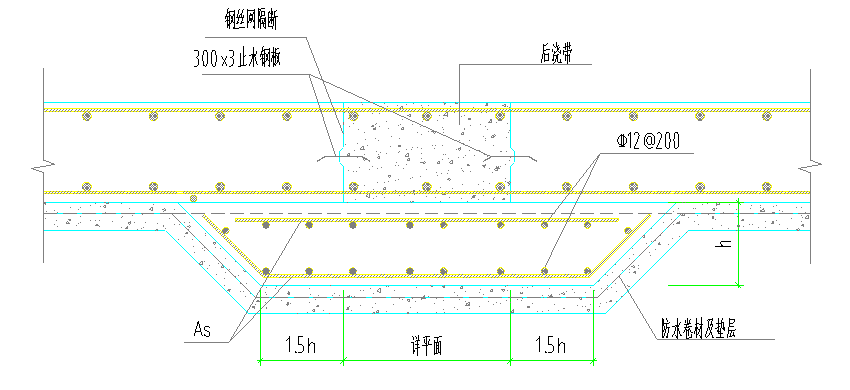 钢丝网隔断
300x3止水钢板
后浇带
Φ12@200
h
As
防水卷材及垫层
1.5h
详平面
1.5h